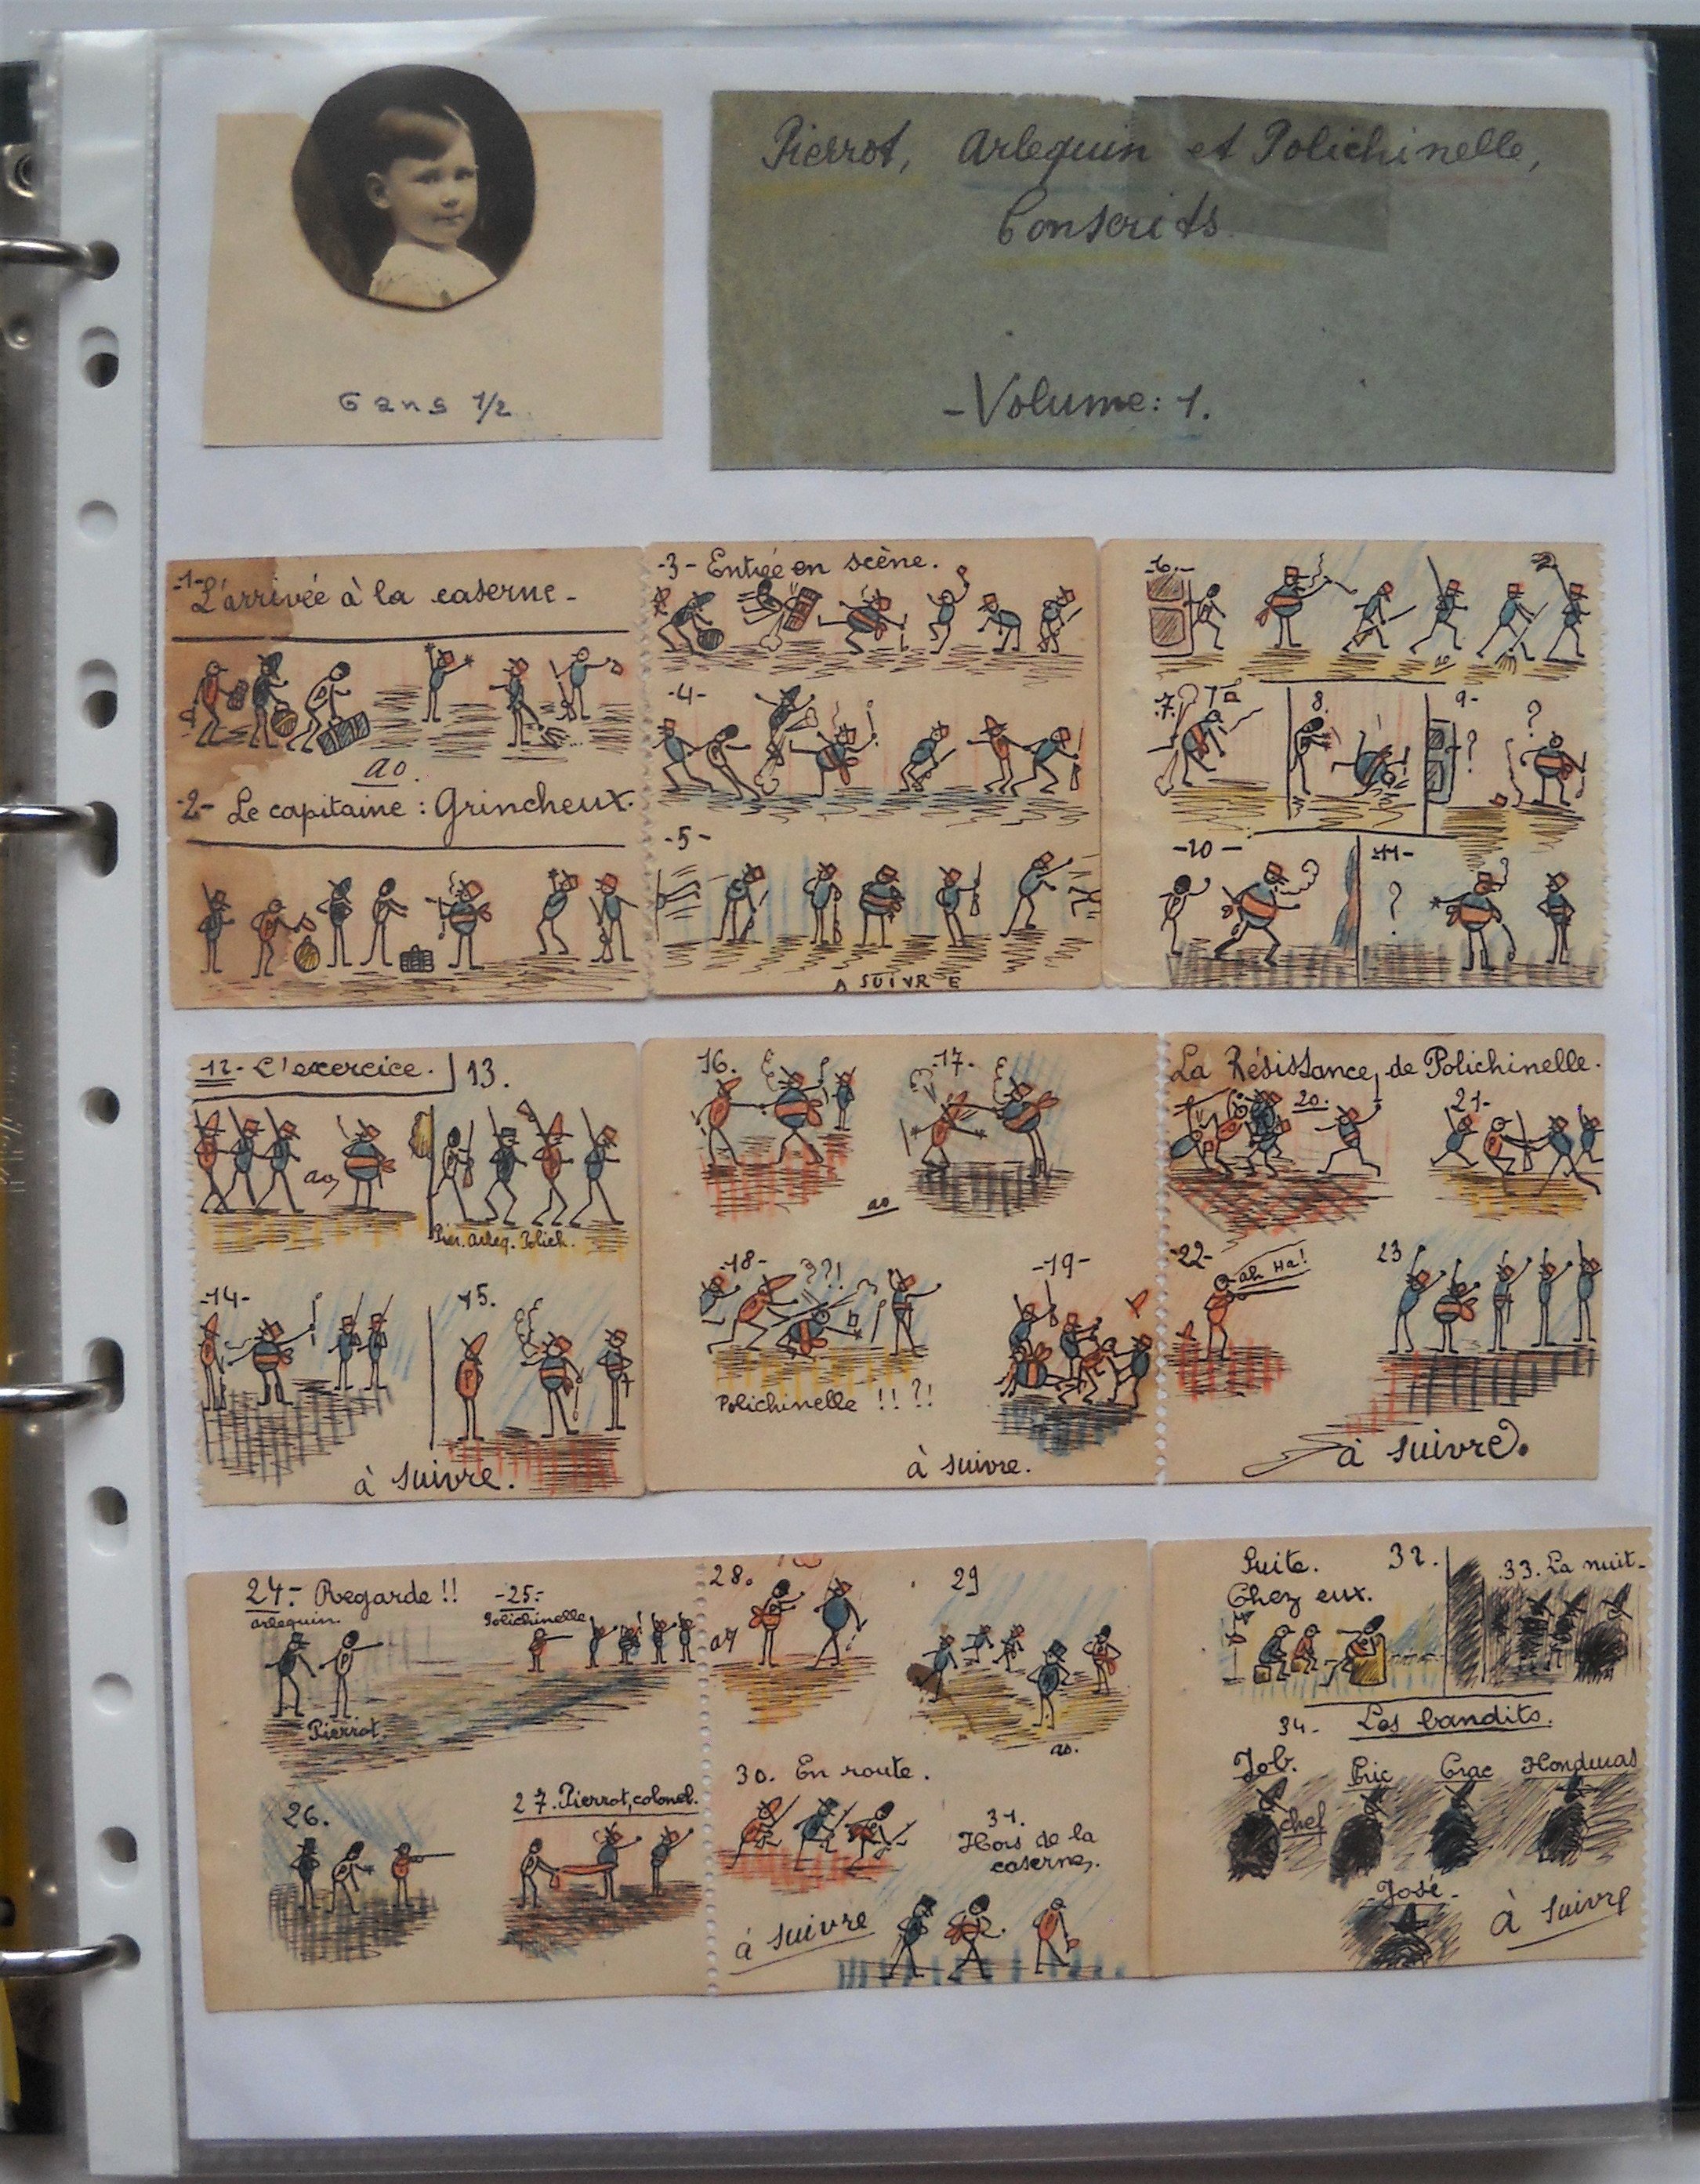 6 ans 1/2
Pierrot, Arlequin et Polichinelle,
Conscrits.
-Volume: 1.
-1- L'arrivée à la caserne-
ao.
-2- Le capitaine: Grincheux.
-3- Entrée en scène.
-4-
-5-
A SUIVRE
-6.-
7.
8.
9-
?
?
-10-
-11-
?
12- L'exercice.
13.
ao,
Pier. Arleq. Polich.
-14-
15.
à suivre.
16.
-17-
ao
-18-
3?!
-19-
Polichinelle !!?!
à suivre.
La Résistance, de Polichinelle.
20.
21-
-22-
ah Ha!
23
à suivre.
24.- Regarde!!
arlequin.
Pierrot.
-25-
Polichinelle
26.
27. Pierrot, colonel.
28.
29
ao.
30. En route.
31.
Hors de la
caserne,.
à suivre
Suite.
Chez eux.
32.
33. La nuit-
34- Les bandits.
Job.
chef
Cric
Crac
Honduras
-José-
à suivre